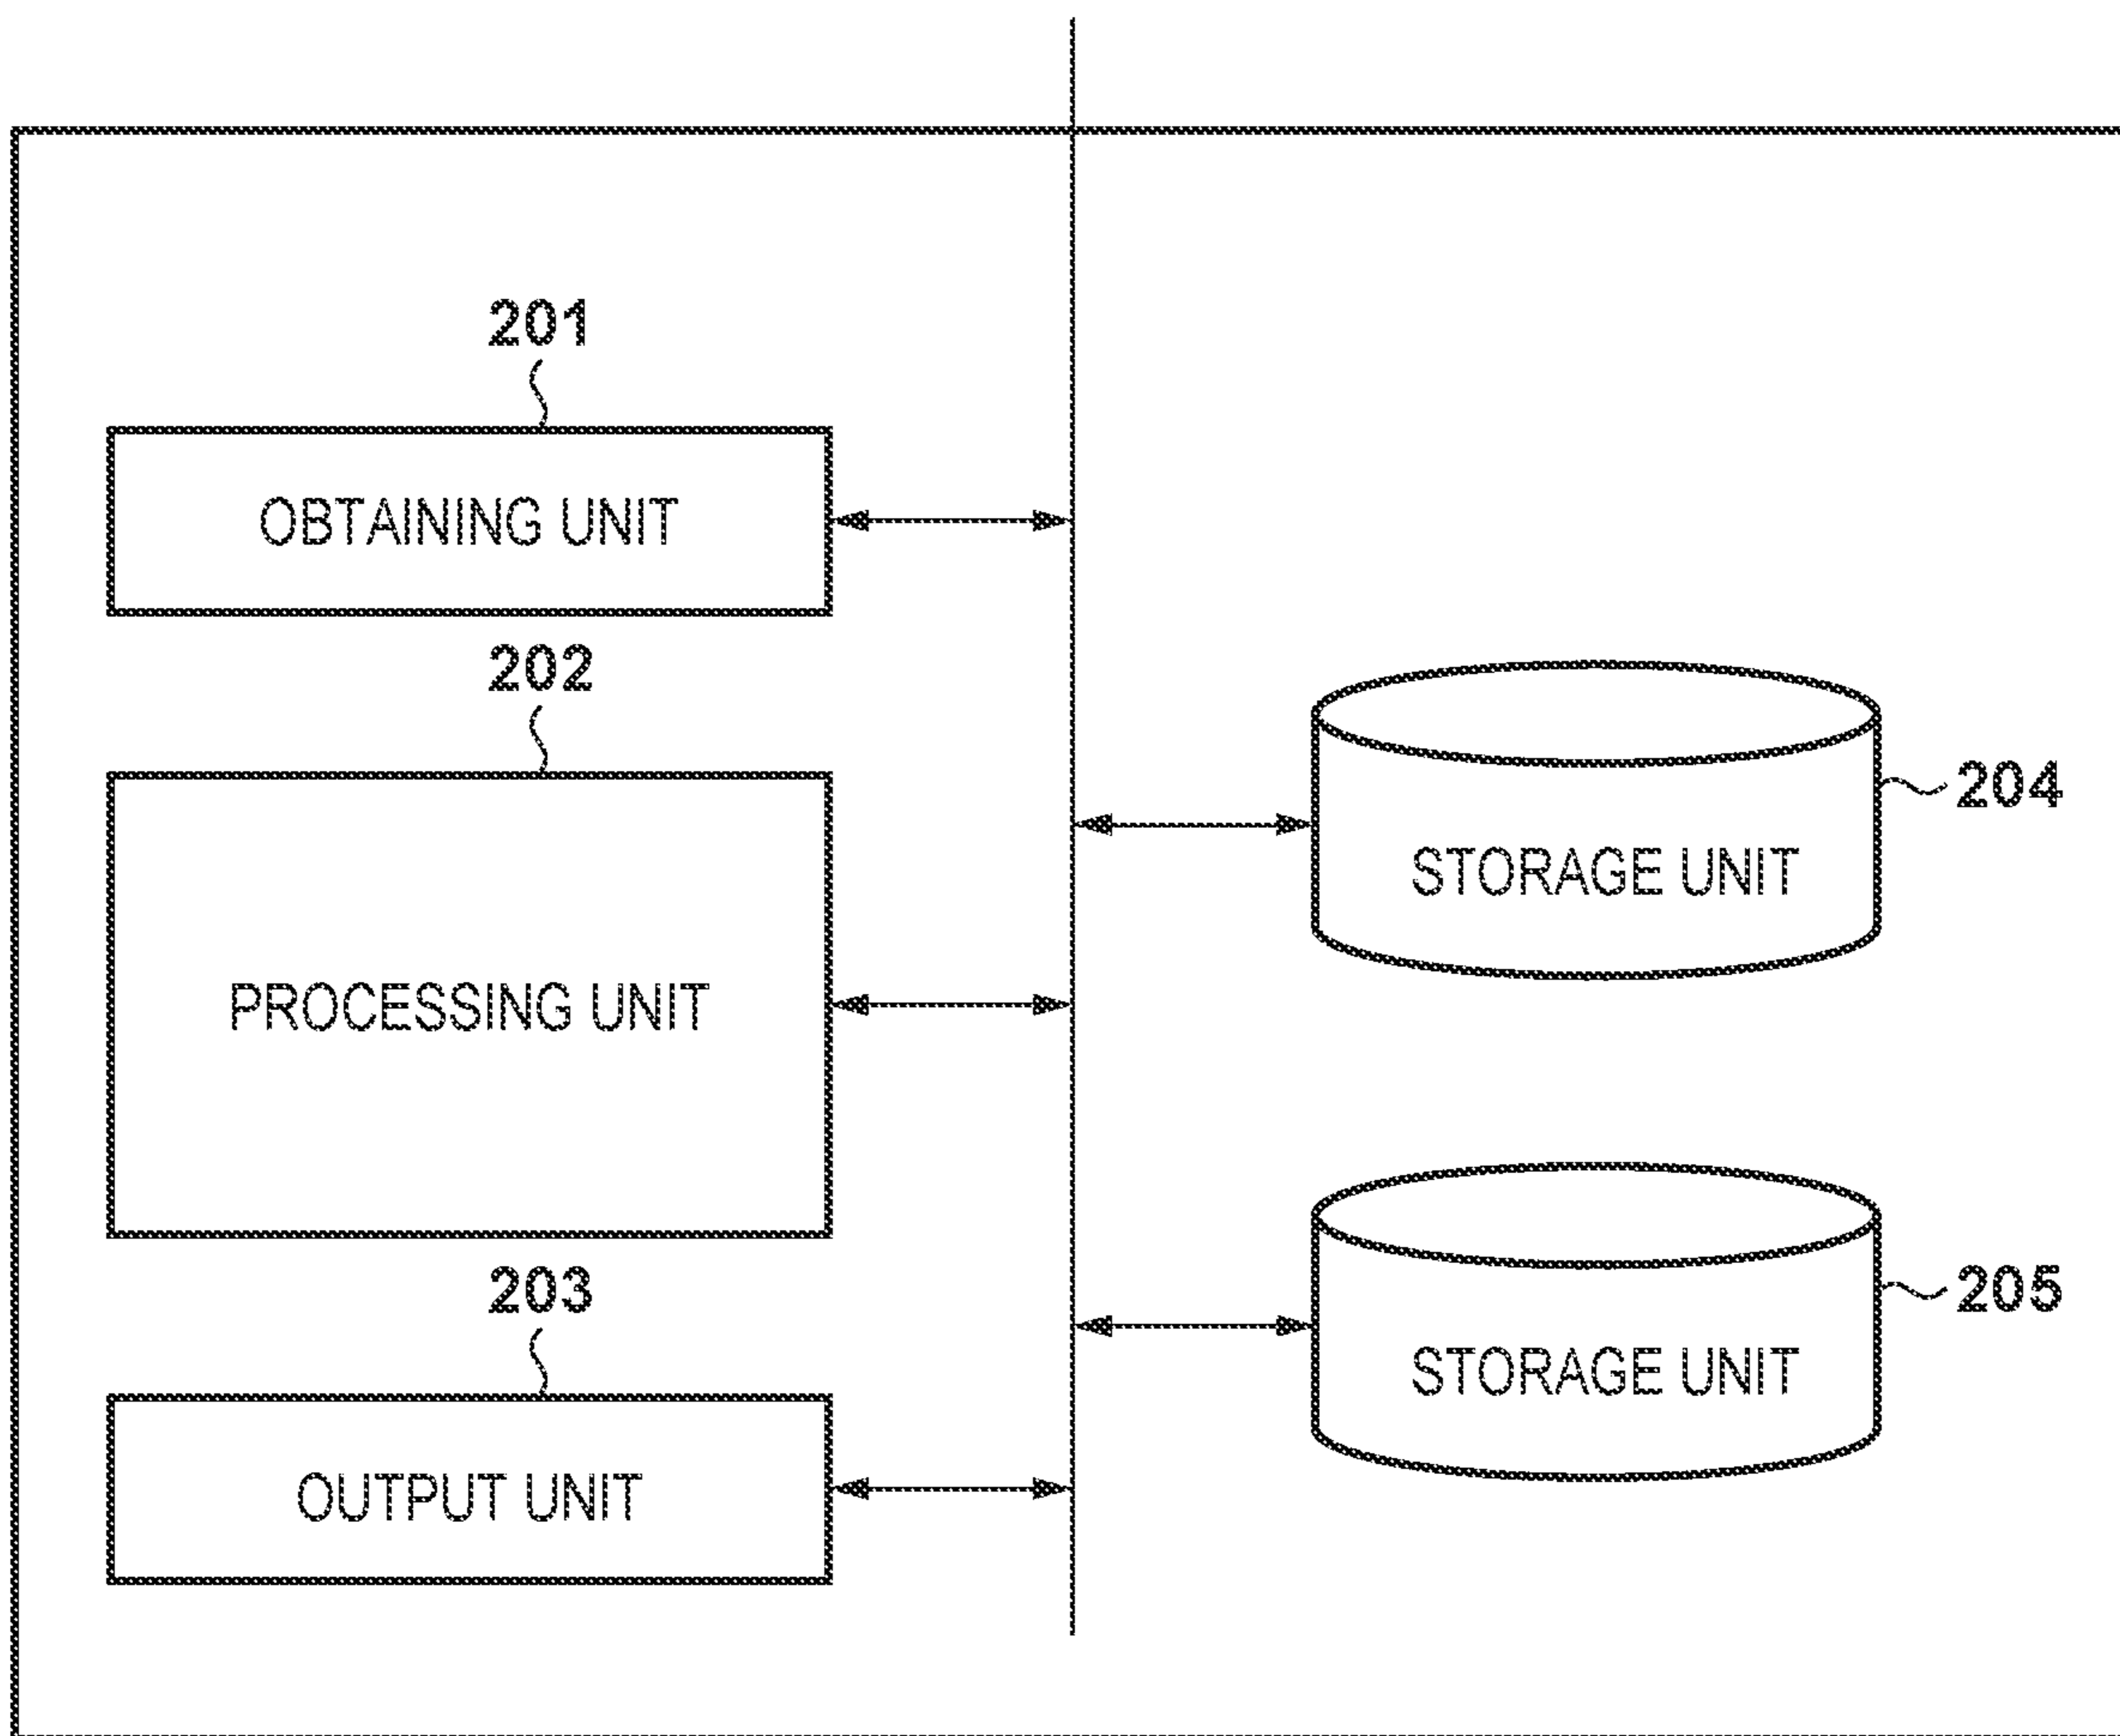 201
OBTAINING UNIT
202
PROCESSING UNIT
203
OUTPUT UNIT
204
STORAGE UNIT
205
STORAGE UNIT